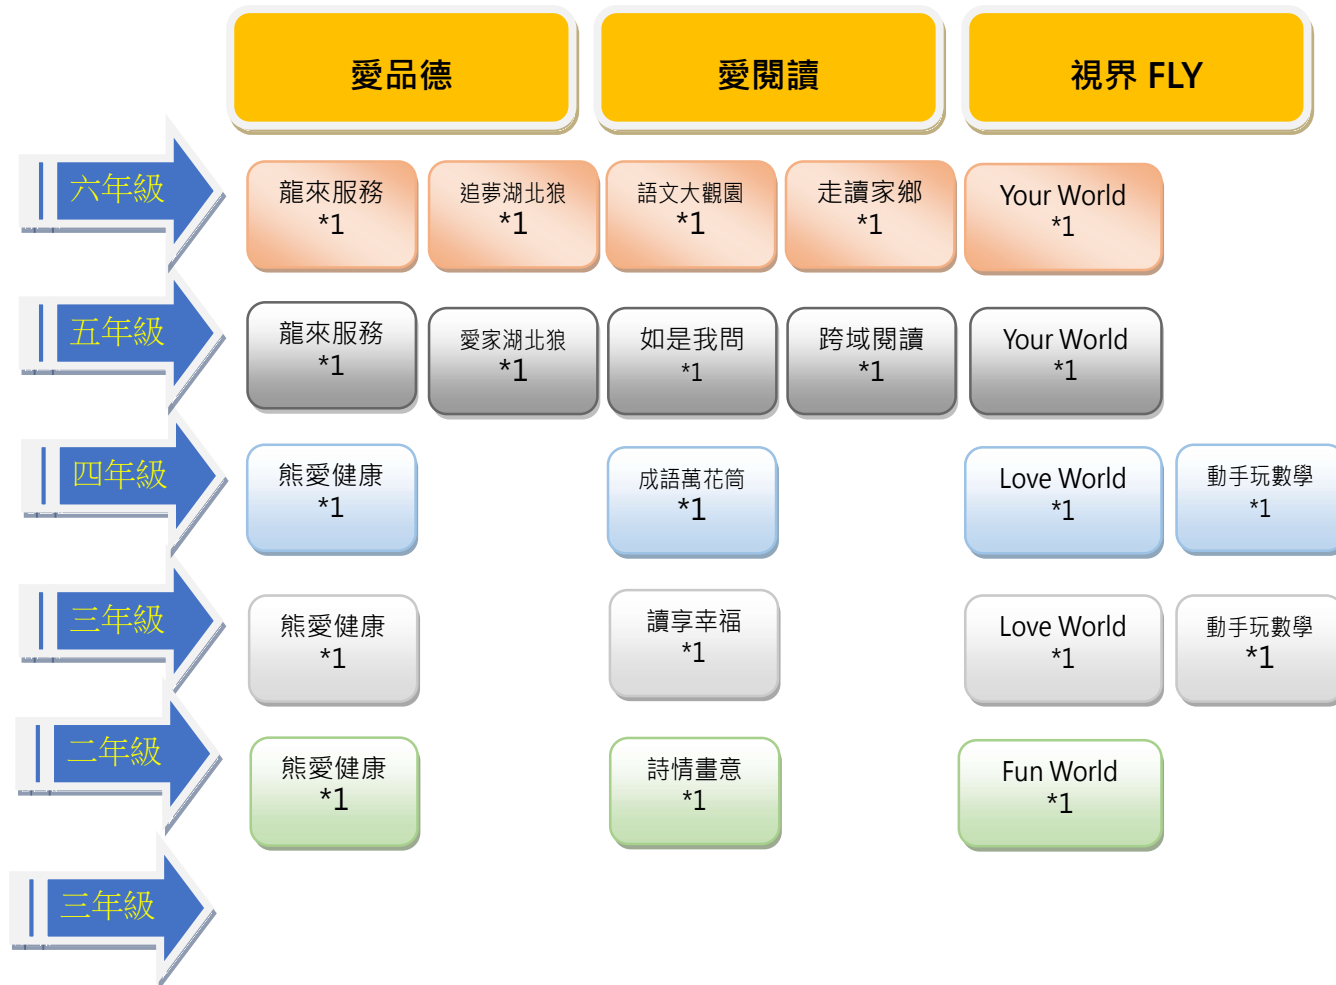 愛品德
愛閱讀
視界 FLY
六年級
龍來服務
*1
追夢湖北狼
*1
語文大觀園
*1
走讀家鄉
*1
Your World
*1
五年級
龍來服務
*1
愛家湖北狼
*1
如是我問
*1
跨域閱讀
*1
Your World
*1
四年級
熊愛健康
*1
成語萬花筒
*1
Love World
*1
動手玩數學
*1
三年級
熊愛健康
*1
讀享幸福
*1
Love World
*1
動手玩數學
*1
二年級
熊愛健康
*1
詩情畫意
*1
Fun World
*1
三年級